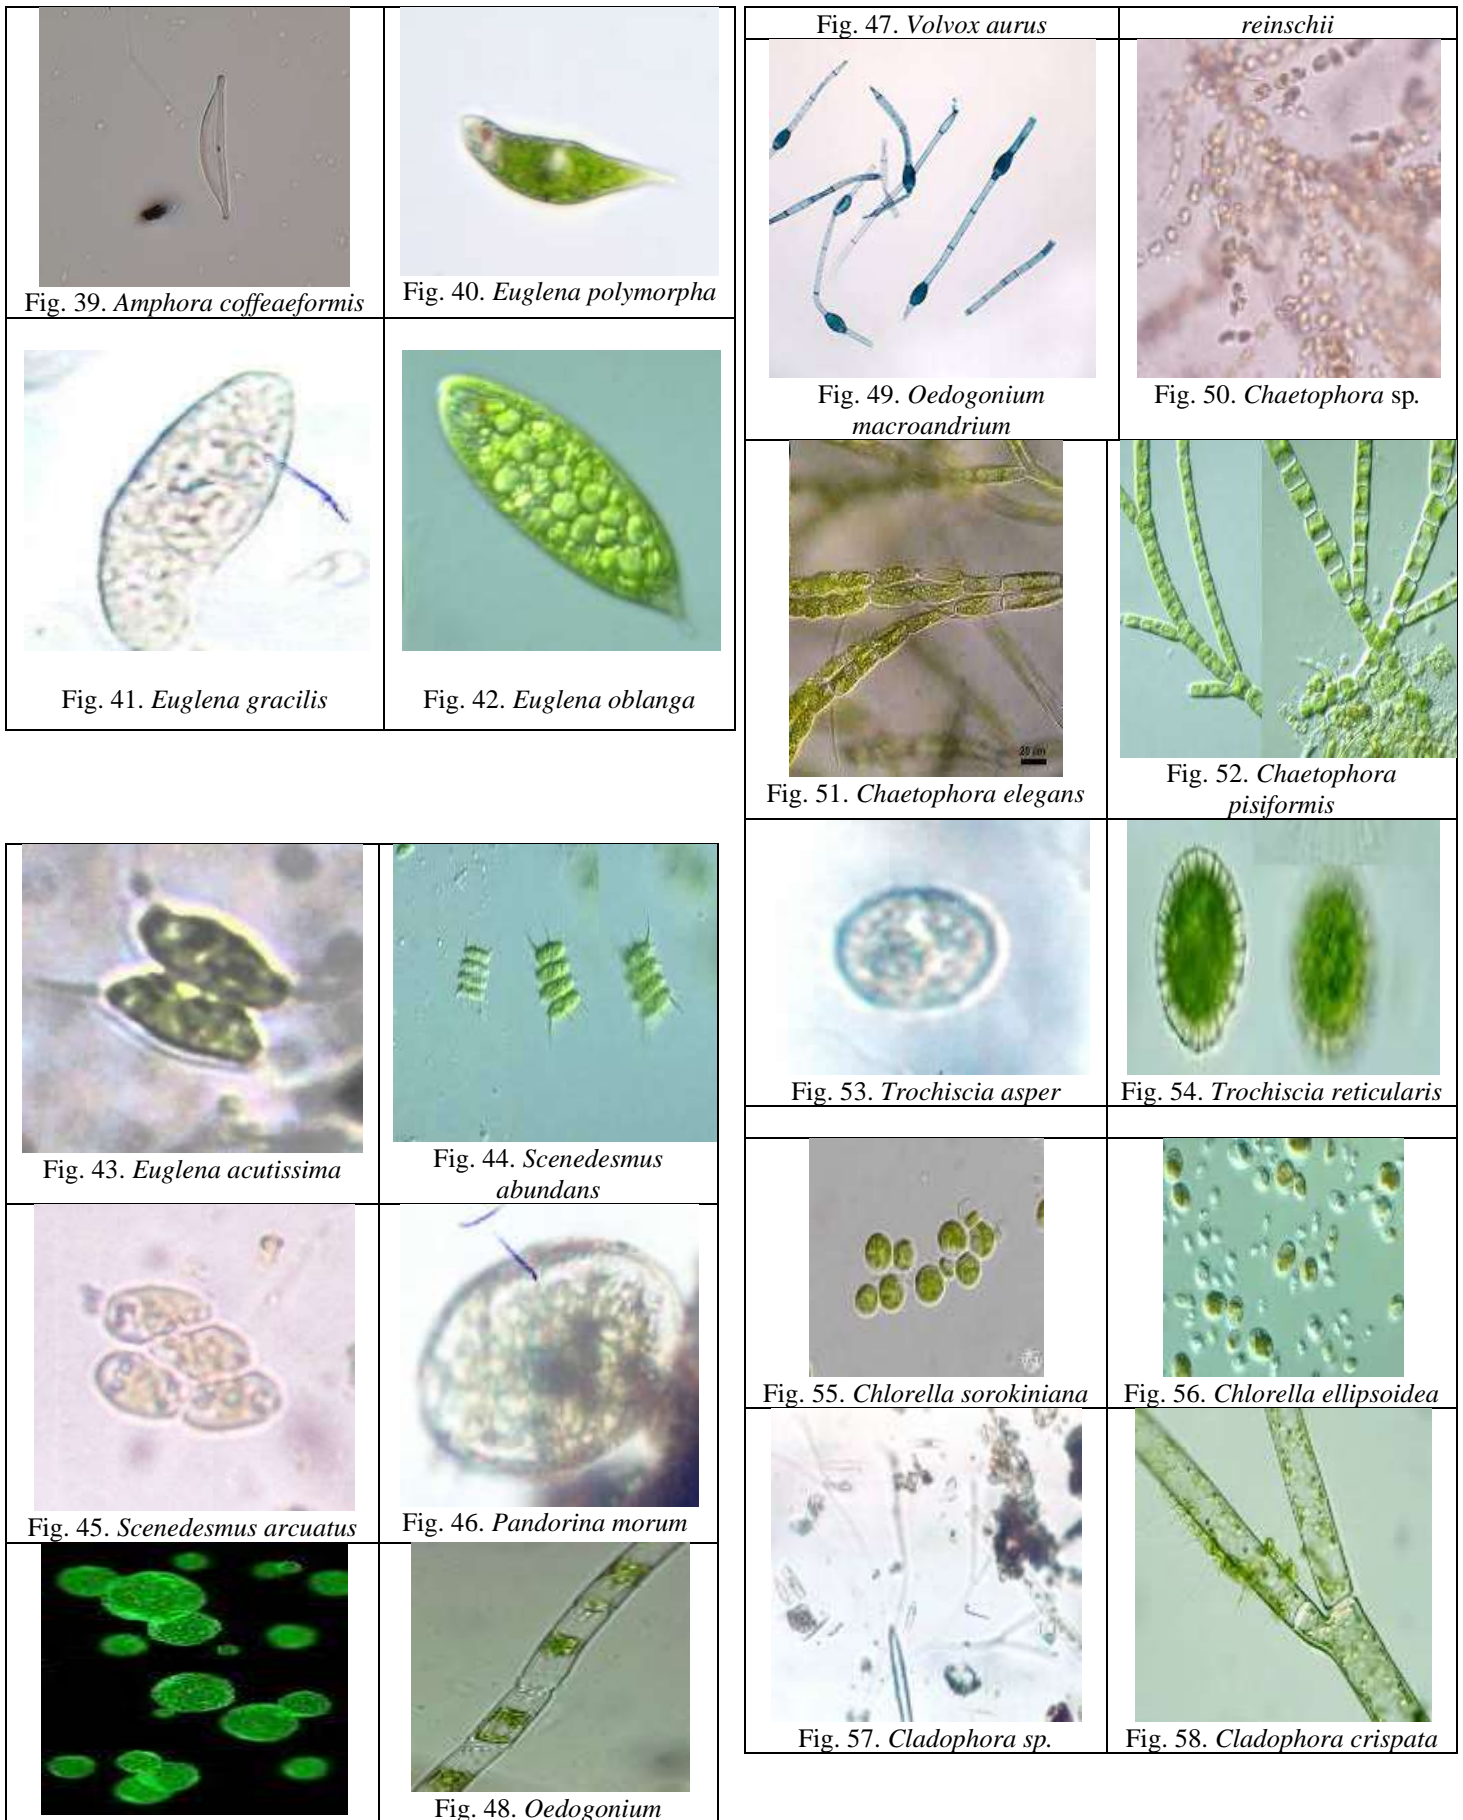 Fig. 39. Amphora coffeaeformis
Fig. 40. Euglena polymorpha
Fig. 41. Euglena gracilis
Fig. 42. Euglena oblanga
Fig. 43. Euglena acutissima
Fig. 44. Scenedesmus
abundans
Fig. 45. Scenedesmus arcuatus
Fig. 46. Pandorina morum
Fig. 48. Oedogonium
Fig. 47. Volvox aurus
reinschii
Fig. 49. Oedogonium
macroandrium
Fig. 50. Chaetophora sp.
20 µm
Fig. 51. Chaetophora elegans
Fig. 52. Chaetophora
pisiformis
Fig. 53. Trochiscia asper
Fig. 54. Trochiscia reticularis
Fig. 55. Chlorella sorokiniana
Fig. 56. Chlorella ellipsoidea
Fig. 57. Cladophora sp.
Fig. 58. Cladophora crispata